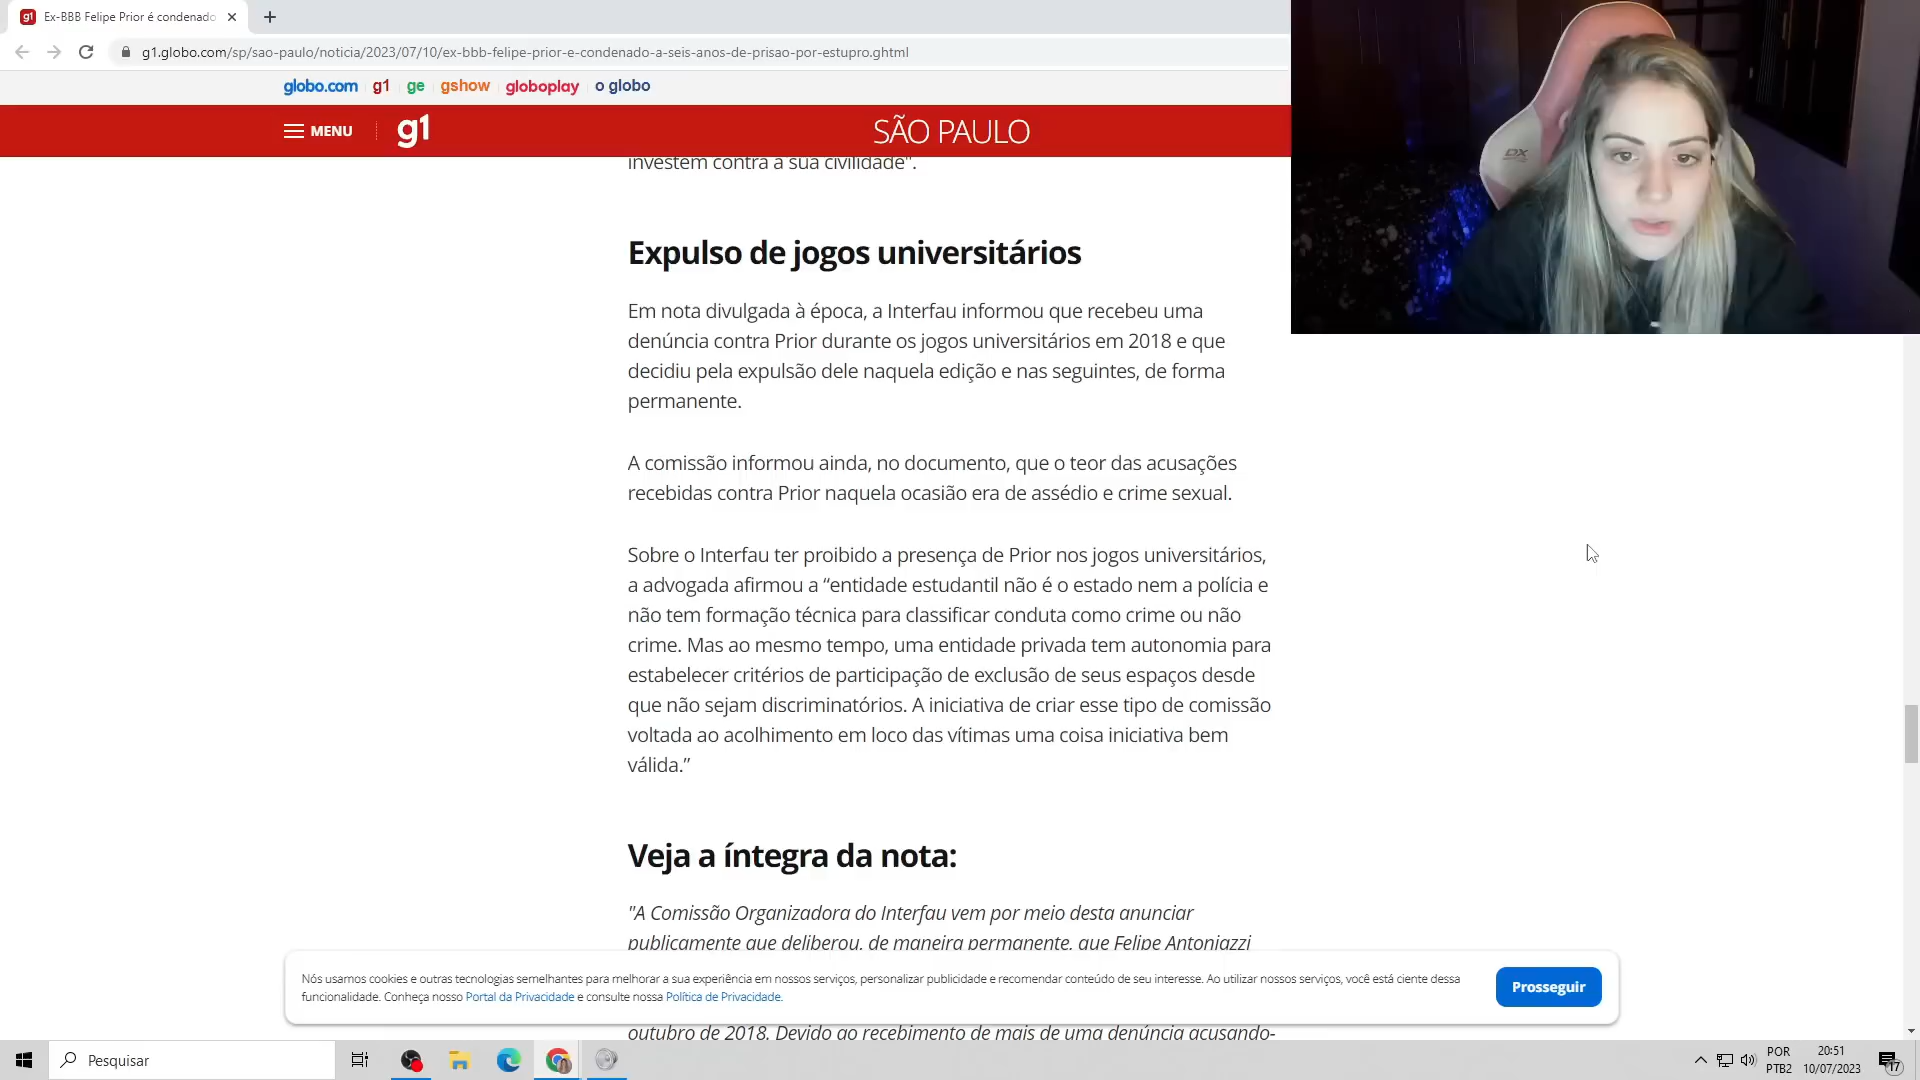 Ex-BBB Felipe Prior é condenado
g1.globo.com/sp/sao-paulo/noticia/2023/07/10/ex-bbb-felipe-prior-e-condenado-a-seis-anos-de-prisao-por-estupro.ghtml
globo.com g1 ge gshow globoplay o globo
MENU g1 SÃO PAULO
investem contra a sua civilidade".
Expulso de jogos universitários
Em nota divulgada à época, a Interfau informou que recebeu uma
denúncia contra Prior durante os jogos universitários em 2018 e que
decidiu pela expulsão dele naquela edição e nas seguintes, de forma
permanente.
A comissão informou ainda, no documento, que o teor das acusações
recebidas contra Prior naquela ocasião era de assédio e crime sexual.
Sobre o Interfau ter proibido a presença de Prior nos jogos universitários,
a advogada afirmou a “entidade estudantil não é o estado nem a polícia e
não tem formação técnica para classificar conduta como crime ou não
crime. Mas ao mesmo tempo, uma entidade privada tem autonomia para
estabelecer critérios de participação de exclusão de seus espaços desde
que não sejam discriminatórios. A iniciativa de criar esse tipo de comissão
voltada ao acolhimento em loco das vítimas uma coisa iniciativa bem
válida.”
Veja a íntegra da nota:
"A Comissão Organizadora do Interfau vem por meio desta anunciar
publicamente que deliberou, de maneira permanente, que Felipe Antoniazzi
Nós usamos cookies e outras tecnologias semelhantes para melhorar a sua experiência em nossos serviços, personalizar publicidade e recomendar conteúdo de seu interesse. Ao utilizar nossos serviços, você está ciente dessa
funcionalidade. Conheça nosso Portal da Privacidade e consulte nossa Política de Privacidade.
Prosseguir
outubro de 2018. Devido ao recebimento de mais de uma denúncia acusando-
Pesquisar
POR
PTB2
20:51
10/07/2023
17
DX